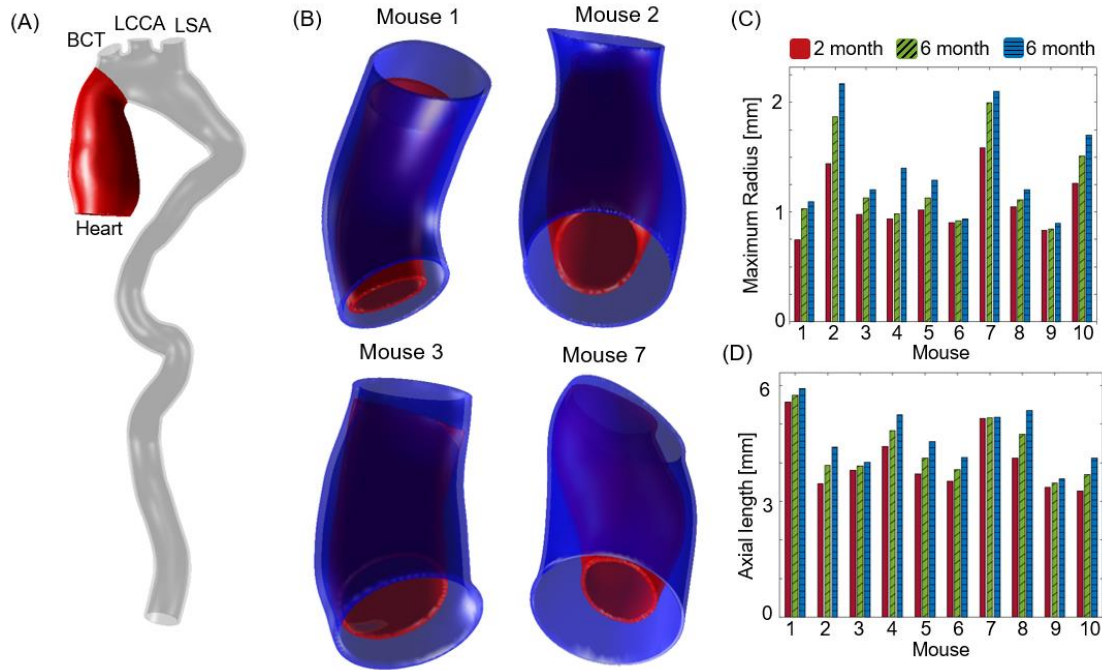 (A)
BCT LCCA LSA
Heart
(B)
Mouse 1
Mouse 2
Mouse 3
Mouse 7
(C)
2 month 6 month 6 month
Maximum Radius [mm]
2
1
0
1 2 3 4 5 6 7 8 9 10
Mouse
(D)
Axial length [mm]
6
3
0
1 2 3 4 5 6 7 8 9 10
Mouse